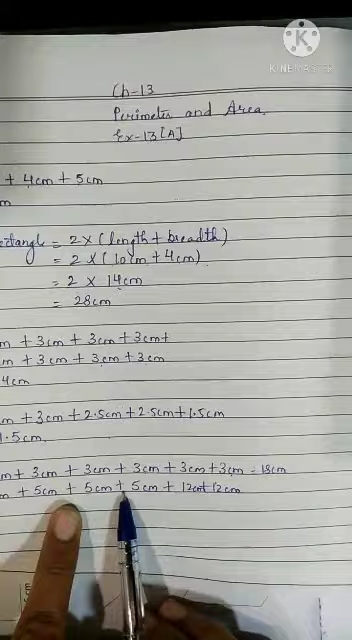 KINEMASTER
Ch-13
Perimeter and Area.
Ex-13[A]
+ 4cm + 5cm
m
ectangle = 2 × (length + breadth)
= 2 × (10cm + 4cm)
= 2 × 14cm
= 28cm
m + 3cm + 3cm + 3cm +
m + 3cm + 3cm + 3cm
4cm
m + 3cm + 2.5cm + 2.5cm + 1.5cm
1.5cm
m + 3cm + 3cm + 3cm + 3cm + 3cm = 18cm
m + 5cm + 5cm + 5cm + 12cm + 12cm